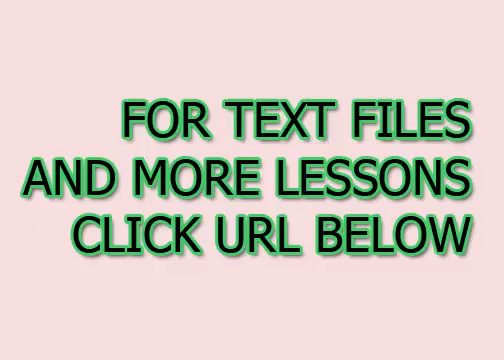 FOR TEXT FILES
AND MORE LESSONS
CLICK URL BELOW